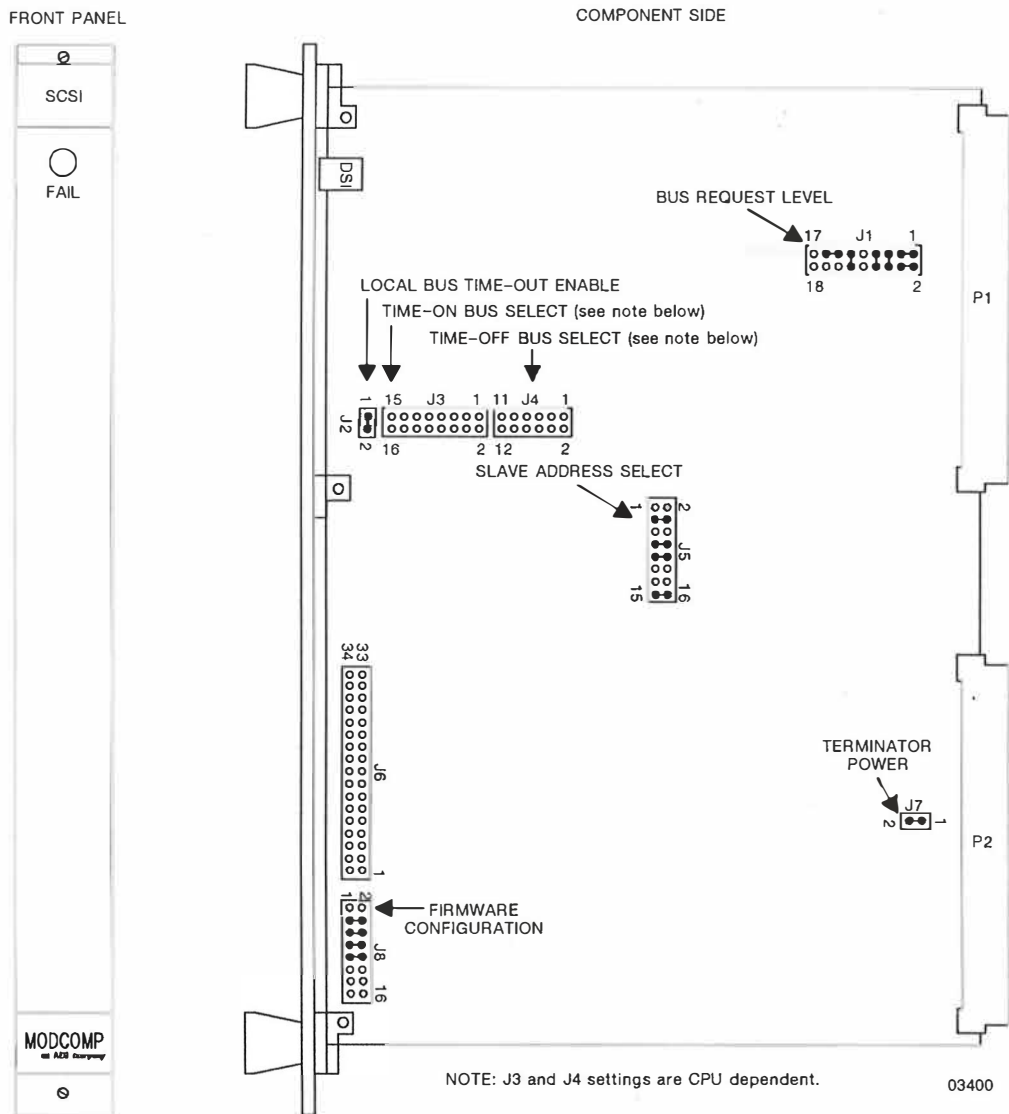 FRONT PANEL
COMPONENT SIDE
SCSI
FAIL
DSI
BUS REQUEST LEVEL
17 J1 1
18 2
P1
LOCAL BUS TIME-OUT ENABLE
TIME-ON BUS SELECT (see note below)
TIME-OFF BUS SELECT (see note below)
1 15 J3 1 11 J4 1
J2
2 16 2 12 2
SLAVE ADDRESS SELECT
1 2
J5
15 16
34 33
J6
1
TERMINATOR
POWER
J7
2 1
P2
1 2
FIRMWARE
CONFIGURATION
J8
16
MODCOMP
an AEG Company
NOTE: J3 and J4 settings are CPU dependent.
03400